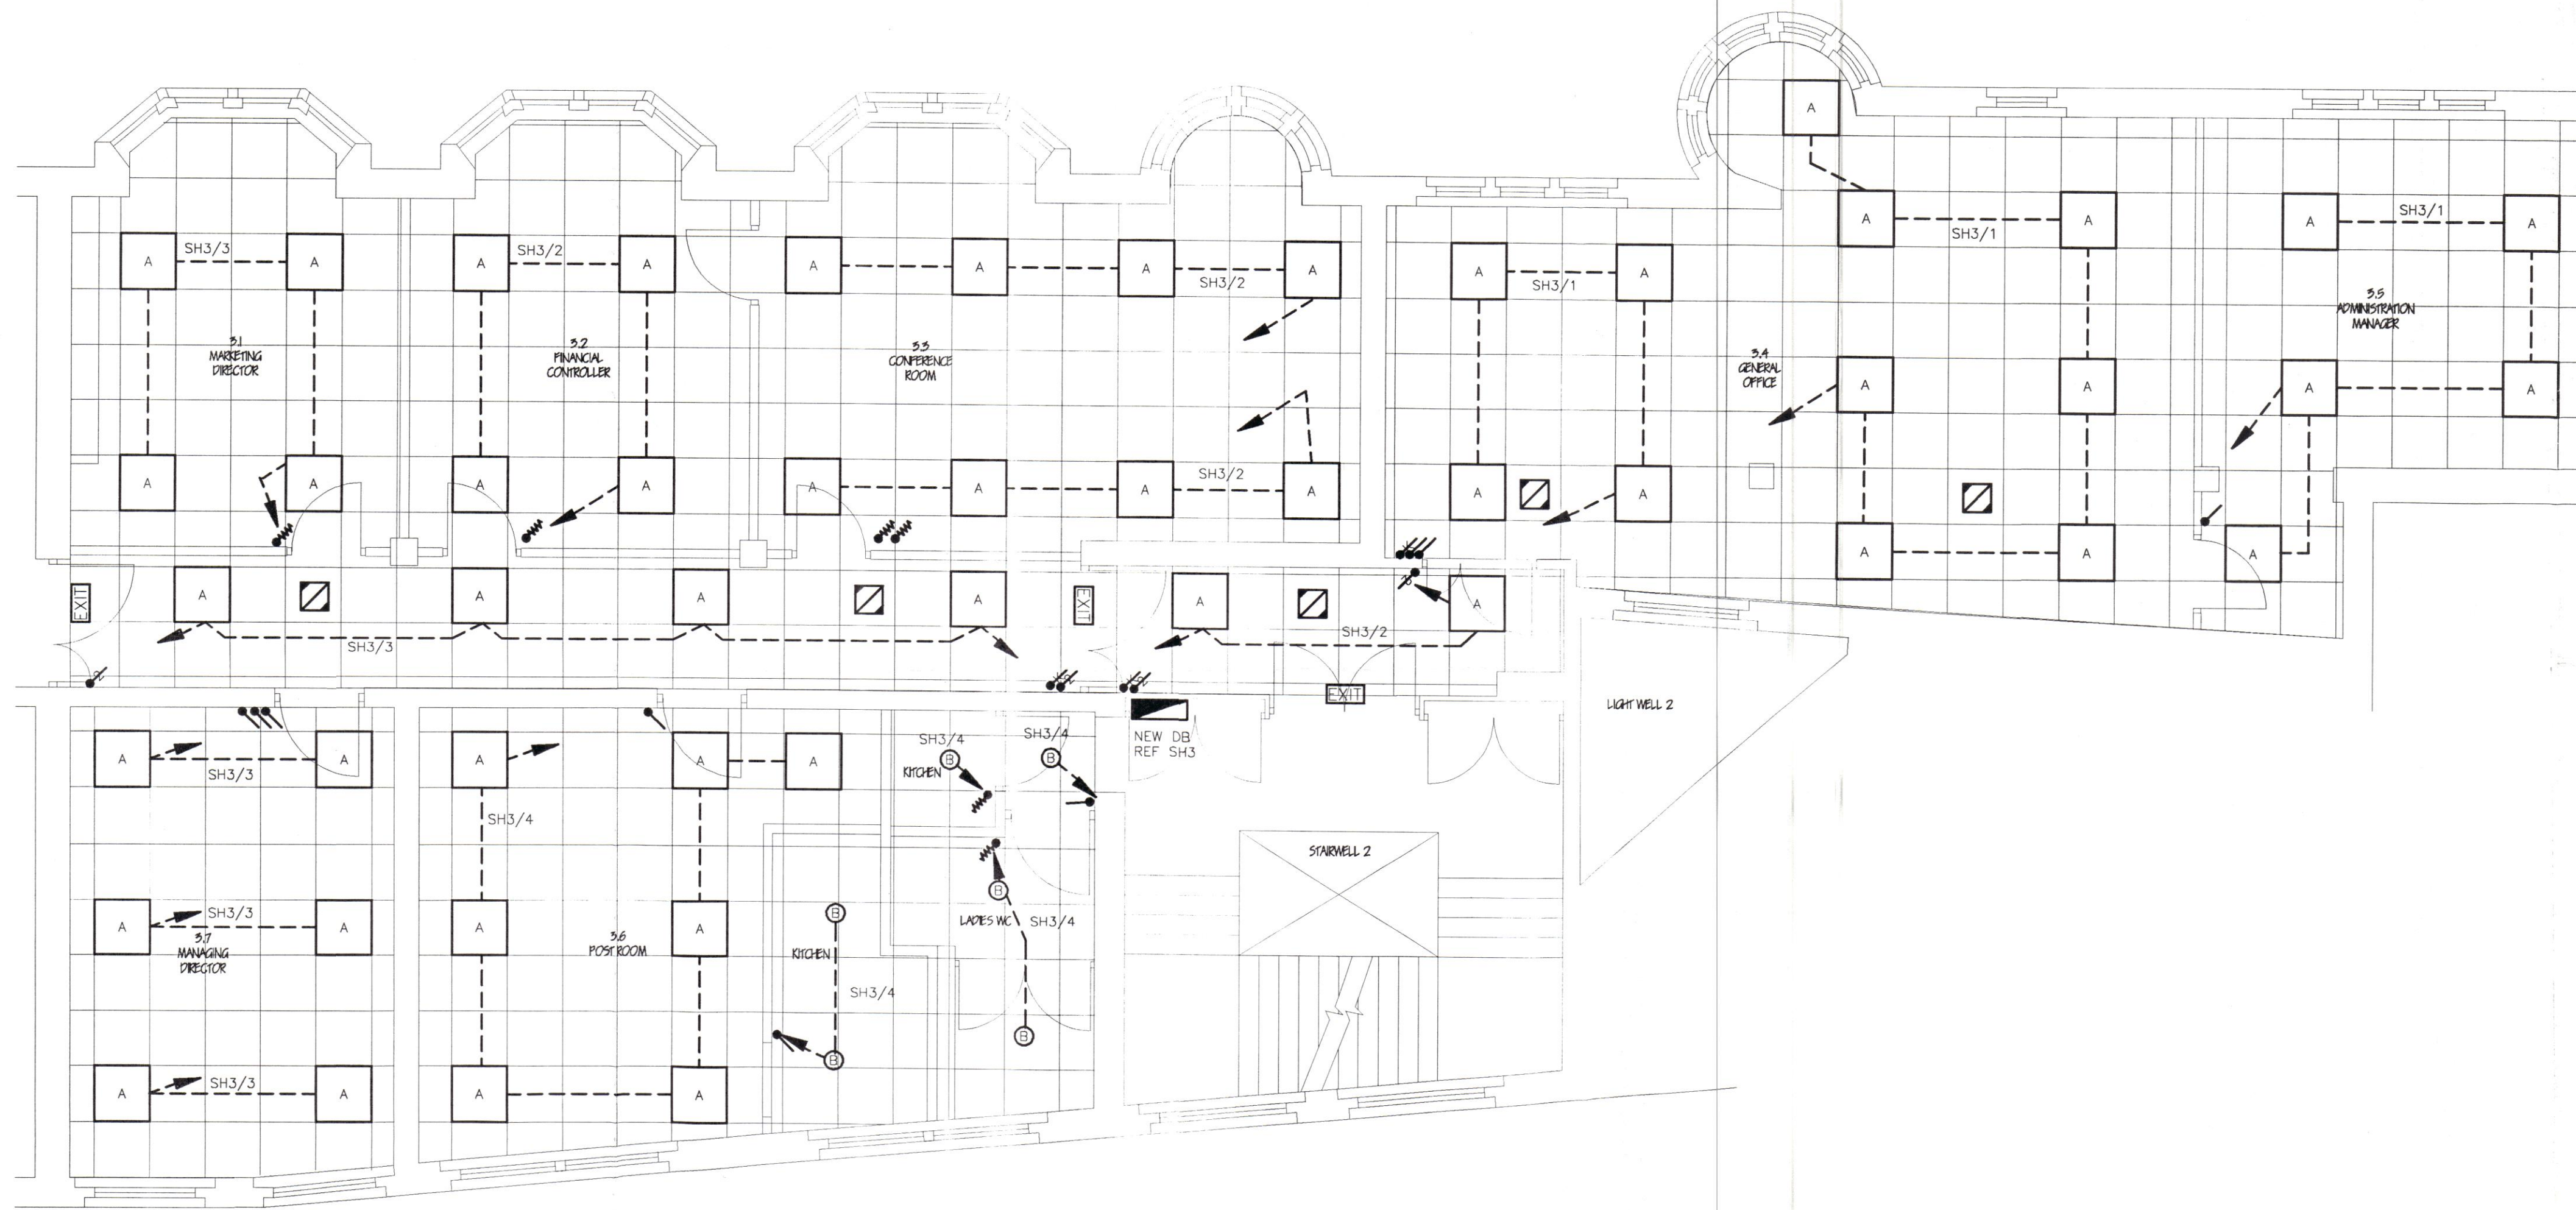 A
A
SH3/3
A
SH3/2
A
A
A
SH3/1
A
A
SH3/1
A
A
A
SH3/2
A
A
A
A
A
SH3/2
A
A
SH3/1
A
3.1
MARKETING
DIRECTOR
3.2
FINANCIAL
CONTROLLER
3.3
CONFERENCE
ROOM
3.4
GENERAL
OFFICE
3.5
ADMINISTRATION
MANAGER
A
A
A
A
A
A
A
A
A
A
A
SH3/2
A
A
A
A
A
A
EXIT
A
A
A
A
EXIT
A
A
SH3/3
SH3/2
EXIT
LIGHT WELL 2
NEW DB
REF SH3
A
SH3/3
A
A
A
A
SH3/4
KITCHEN
B
SH3/4
B
SH3/4
STAIRWELL 2
A
SH3/3
A
3.7
MANAGING
DIRECTOR
A
3.6
POST ROOM
A
B
KITCHEN
SH3/4
B
B
LADIES WC
SH3/4
B
A
SH3/3
A
A
A